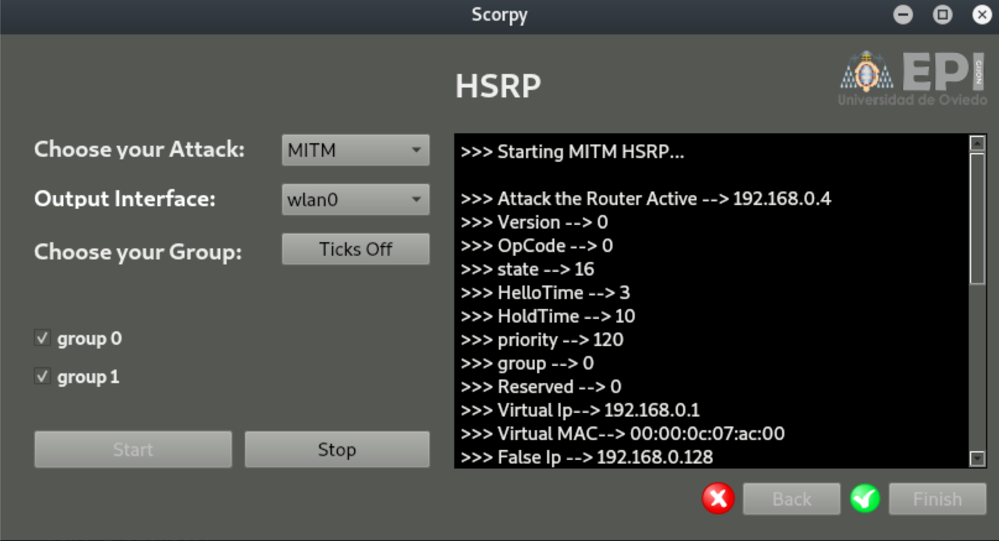 Scorpy
EPI
GIJON
Universidad de Oviedo
HSRP
Choose your Attack:
MITM
Output Interface:
wlan0
Choose your Group:
Ticks Off
group 0
group 1
Start
Stop
>>> Starting MITM HSRP...
>>> Attack the Router Active --> 192.168.0.4
>>> Version --> 0
>>> OpCode --> 0
>>> state --> 16
>>> HelloTime --> 3
>>> HoldTime --> 10
>>> priority --> 120
>>> group --> 0
>>> Reserved --> 0
>>> Virtual Ip--> 192.168.0.1
>>> Virtual MAC--> 00:00:0c:07:ac:00
>>> False Ip --> 192.168.0.128
Back
Finish